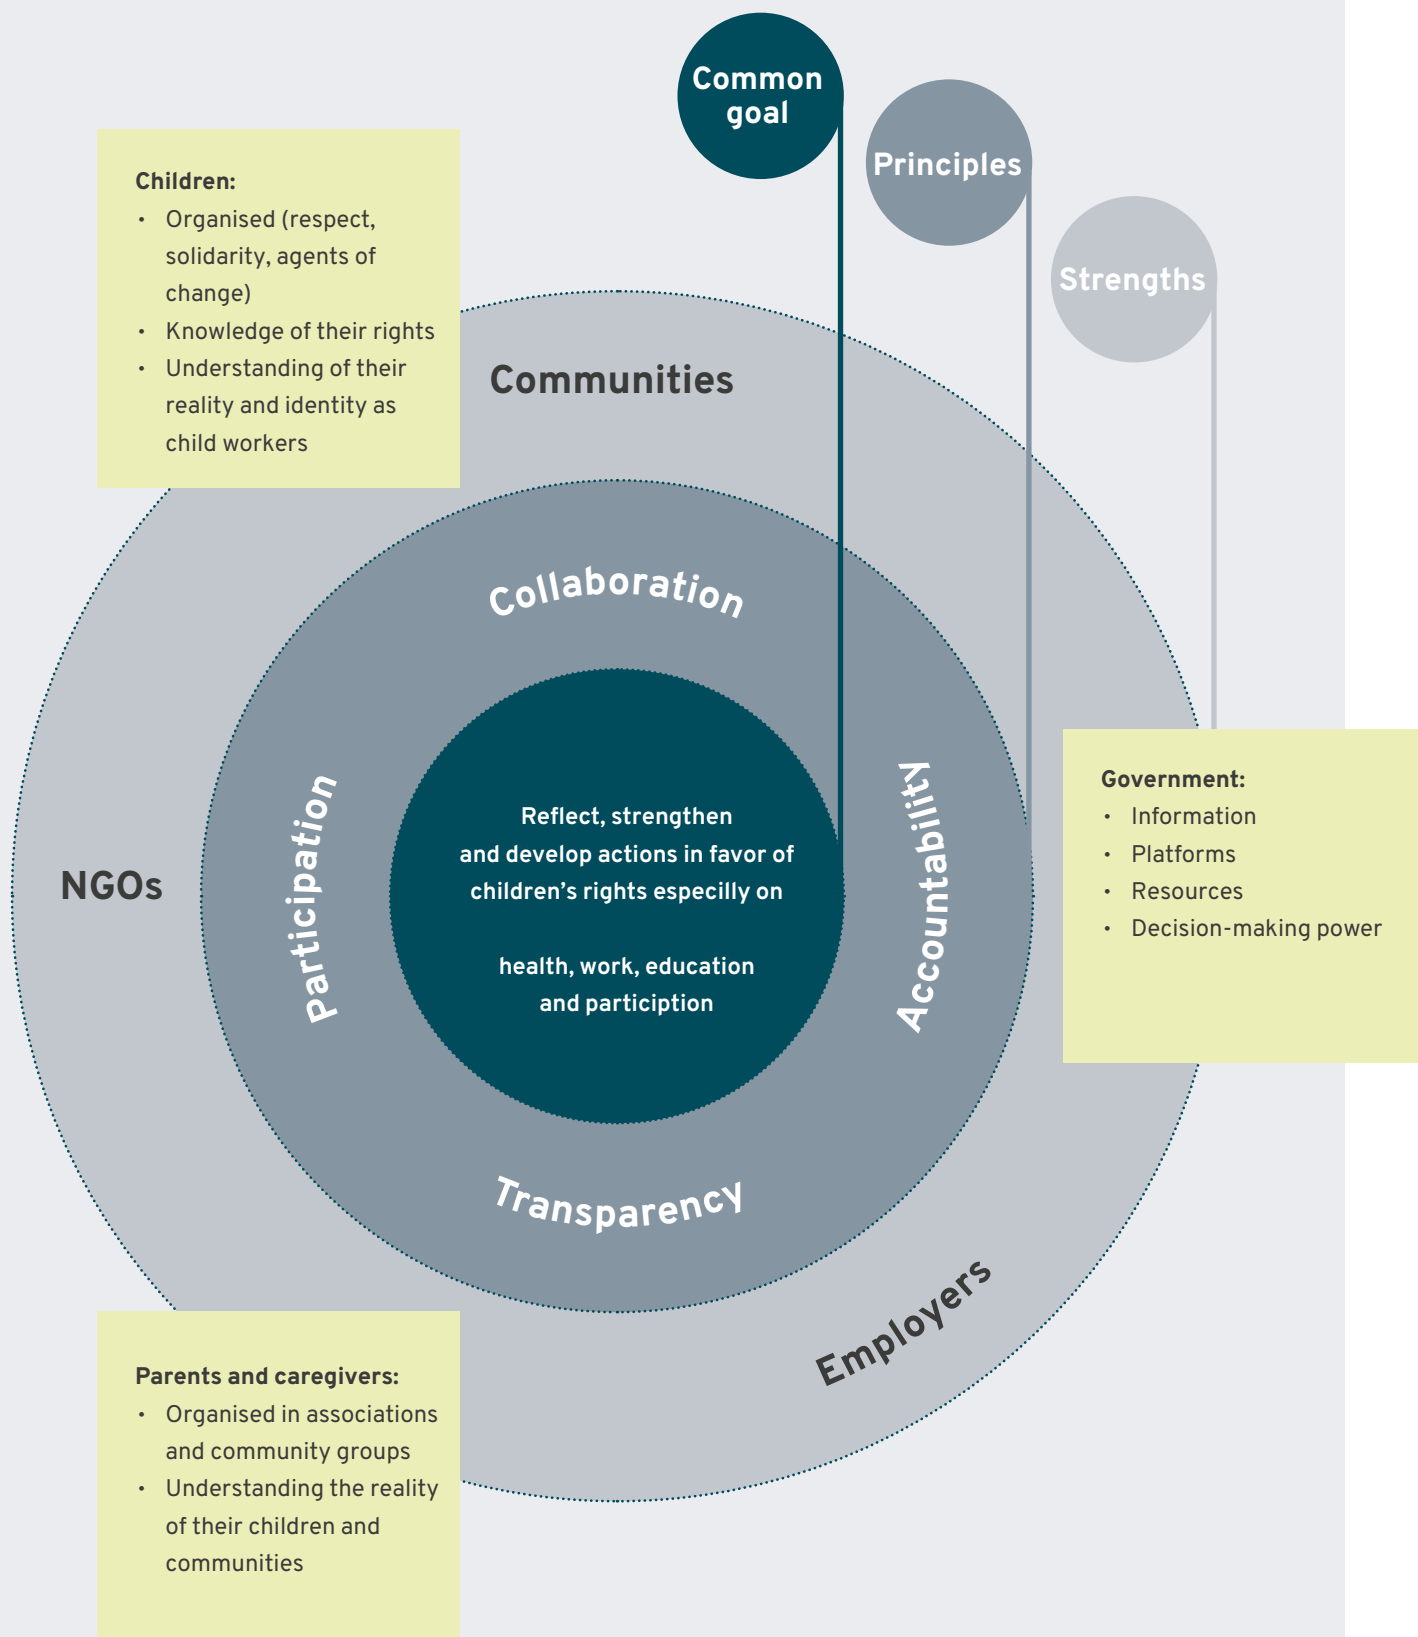 Common
goal
Principles
Strengths
Children:
• Organised (respect,
solidarity, agents of
change)
• Knowledge of their rights
• Understanding of their
reality and identity as
child workers
Communities
Collaboration
Participation
Accountability
Transparency
Reflect, strengthen
and develop actions in favor of
children’s rights especilly on
health, work, education
and particiption
NGOs
Government:
• Information
• Platforms
• Resources
• Decision-making power
Employers
Parents and caregivers:
• Organised in associations
and community groups
• Understanding the reality
of their children and
communities